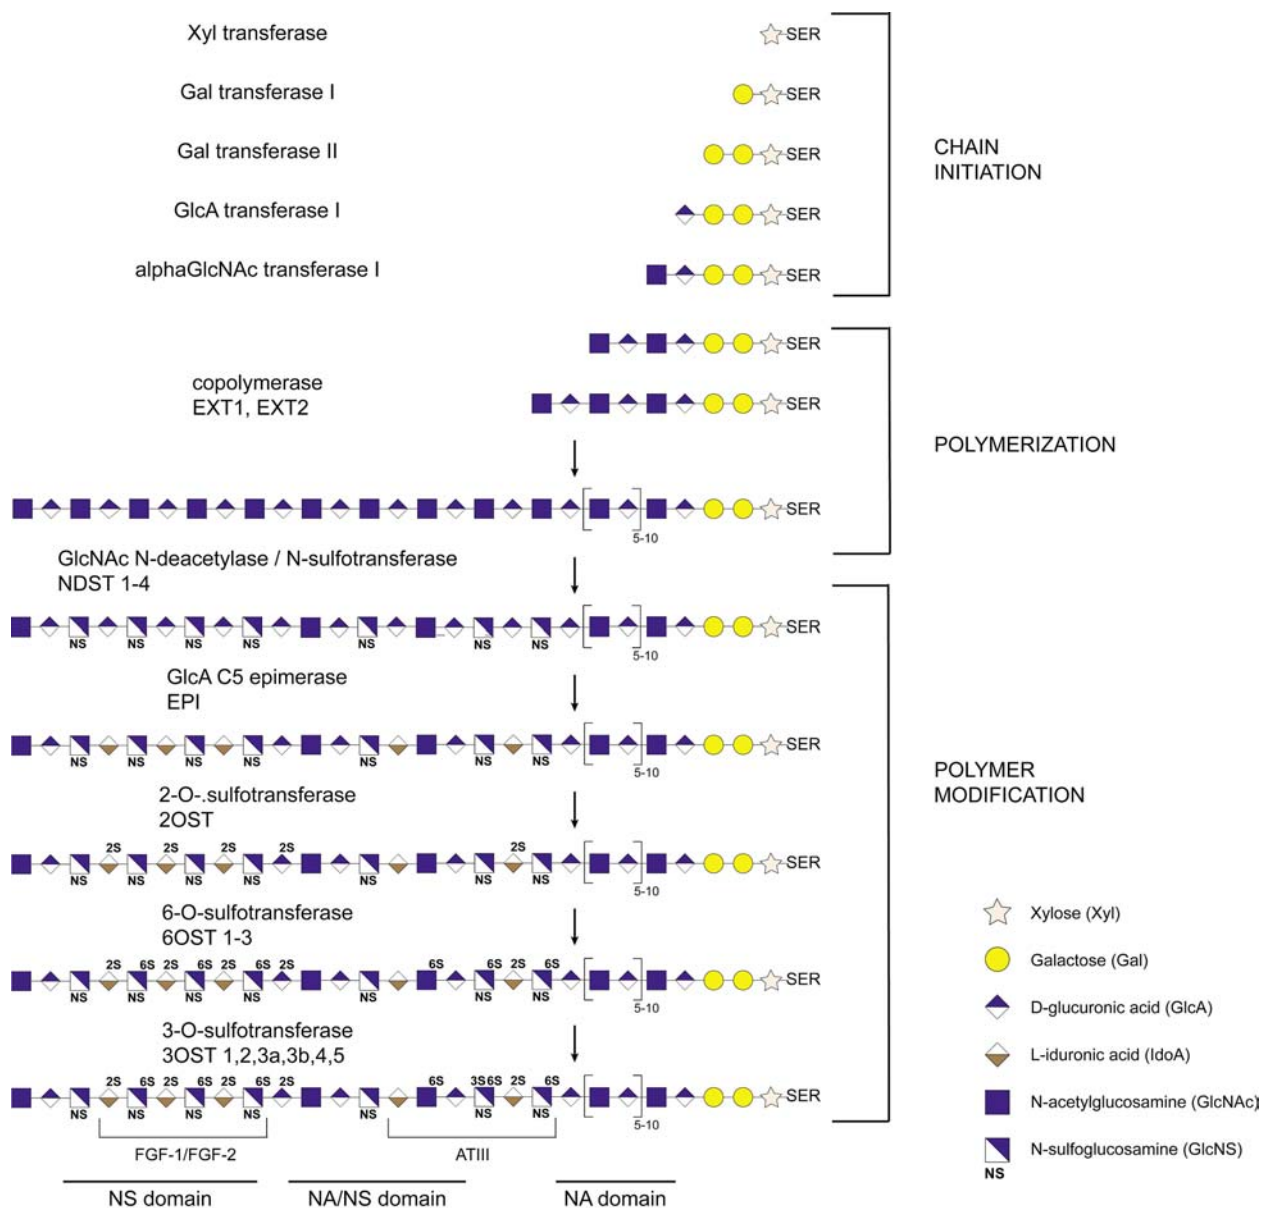 Xyl transferase
SER
Gal transferase I
SER
Gal transferase II
SER
GlcA transferase I
SER
alphaGlcNAc transferase I
SER
CHAIN
INITIATION
SER
copolymerase
EXT1, EXT2
SER
POLYMERIZATION
SER
5-10
GlcNAc N-deacetylase / N-sulfotransferase
NDST 1-4
SER
NS NS NS NS NS NS NS
5-10
GlcA C5 epimerase
EPI
SER
NS NS NS NS NS NS NS
5-10
POLYMER
MODIFICATION
2-O-.sulfotransferase
2OST
2S 2S 2S 2S 2S
SER
NS NS NS NS NS NS NS
5-10
6-O-sulfotransferase
6OST 1-3
2S 6S 2S 6S 2S 6S 2S 6S 6S 2S 6S
SER
NS NS NS NS NS NS NS
5-10
3-O-sulfotransferase
3OST 1,2,3a,3b,4,5
2S 6S 2S 6S 2S 6S 2S 6S 3S6S 2S 6S
SER
NS NS NS NS NS NS NS
5-10
FGF-1/FGF-2
ATIII
NS domain
NA/NS domain
NA domain
Xylose (Xyl)
Galactose (Gal)
D-glucuronic acid (GlcA)
L-iduronic acid (IdoA)
N-acetylglucosamine (GlcNAc)
N-sulfoglucosamine (GlcNS)
NS